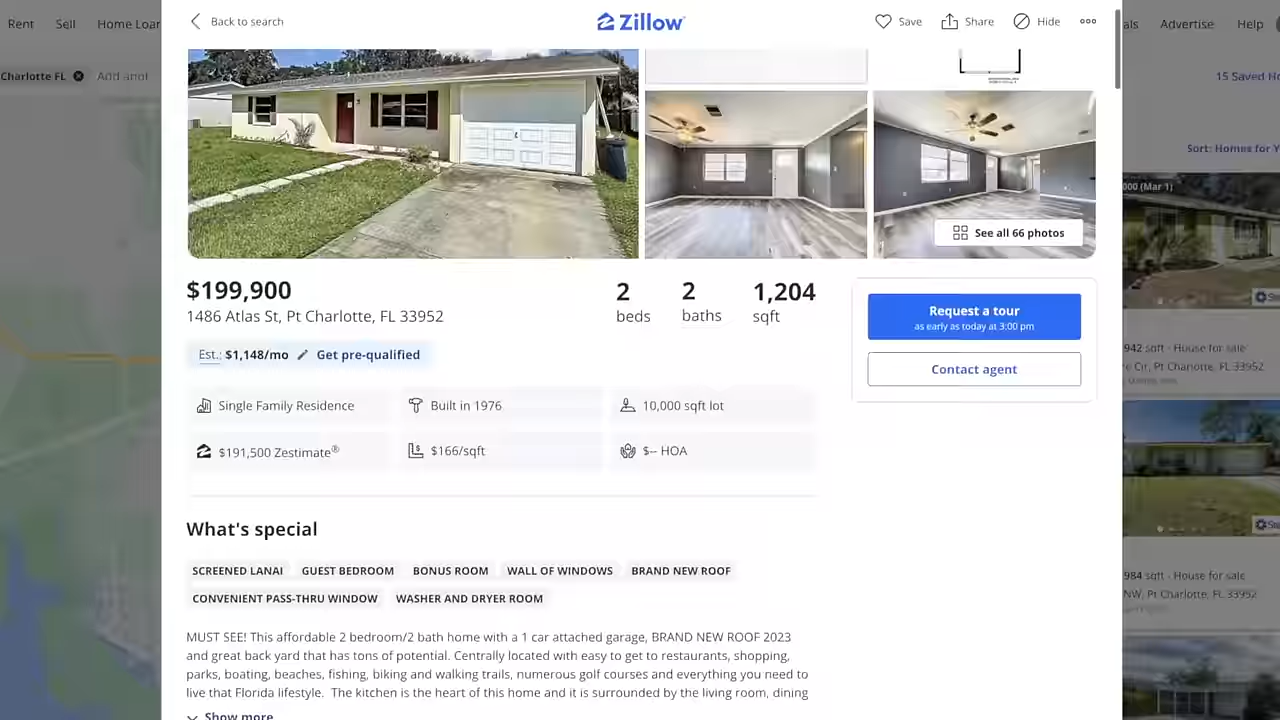 Rent Sell Home Loar
Back to search
Zillow
Save
Share
Hide
als Advertise Help
Charlotte FL
15 Saved H
Sort: Homes for Y
000 (Mar 1)
See all 66 photos
$199,900
1486 Atlas St, Pt Charlotte, FL 33952
2 beds
2 baths
1,204 sqft
Request a tour
as early as today at 3:00 pm
Contact agent
Est.: $1,148/mo Get pre-qualified
942 sqft - House for sale
e Cir, Pt Charlotte, FL 33952
Single Family Residence
Built in 1976
10,000 sqft lot
$191,500 Zestimate®
$166/sqft
$-- HOA
What's special
SCREENED LANAI GUEST BEDROOM BONUS ROOM WALL OF WINDOWS BRAND NEW ROOF
CONVENIENT PASS-THRU WINDOW WASHER AND DRYER ROOM
984 sqft - House for sale
NW, Pt Charlotte, FL 33952
MUST SEE! This affordable 2 bedroom/2 bath home with a 1 car attached garage, BRAND NEW ROOF 2023
and great back yard that has tons of potential. Centrally located with easy to get to restaurants, shopping,
parks, boating, beaches, fishing, biking and walking trails, numerous golf courses and everything you need to
live that Florida lifestyle. The kitchen is the heart of this home and it is surrounded by the living room, dining
Show more